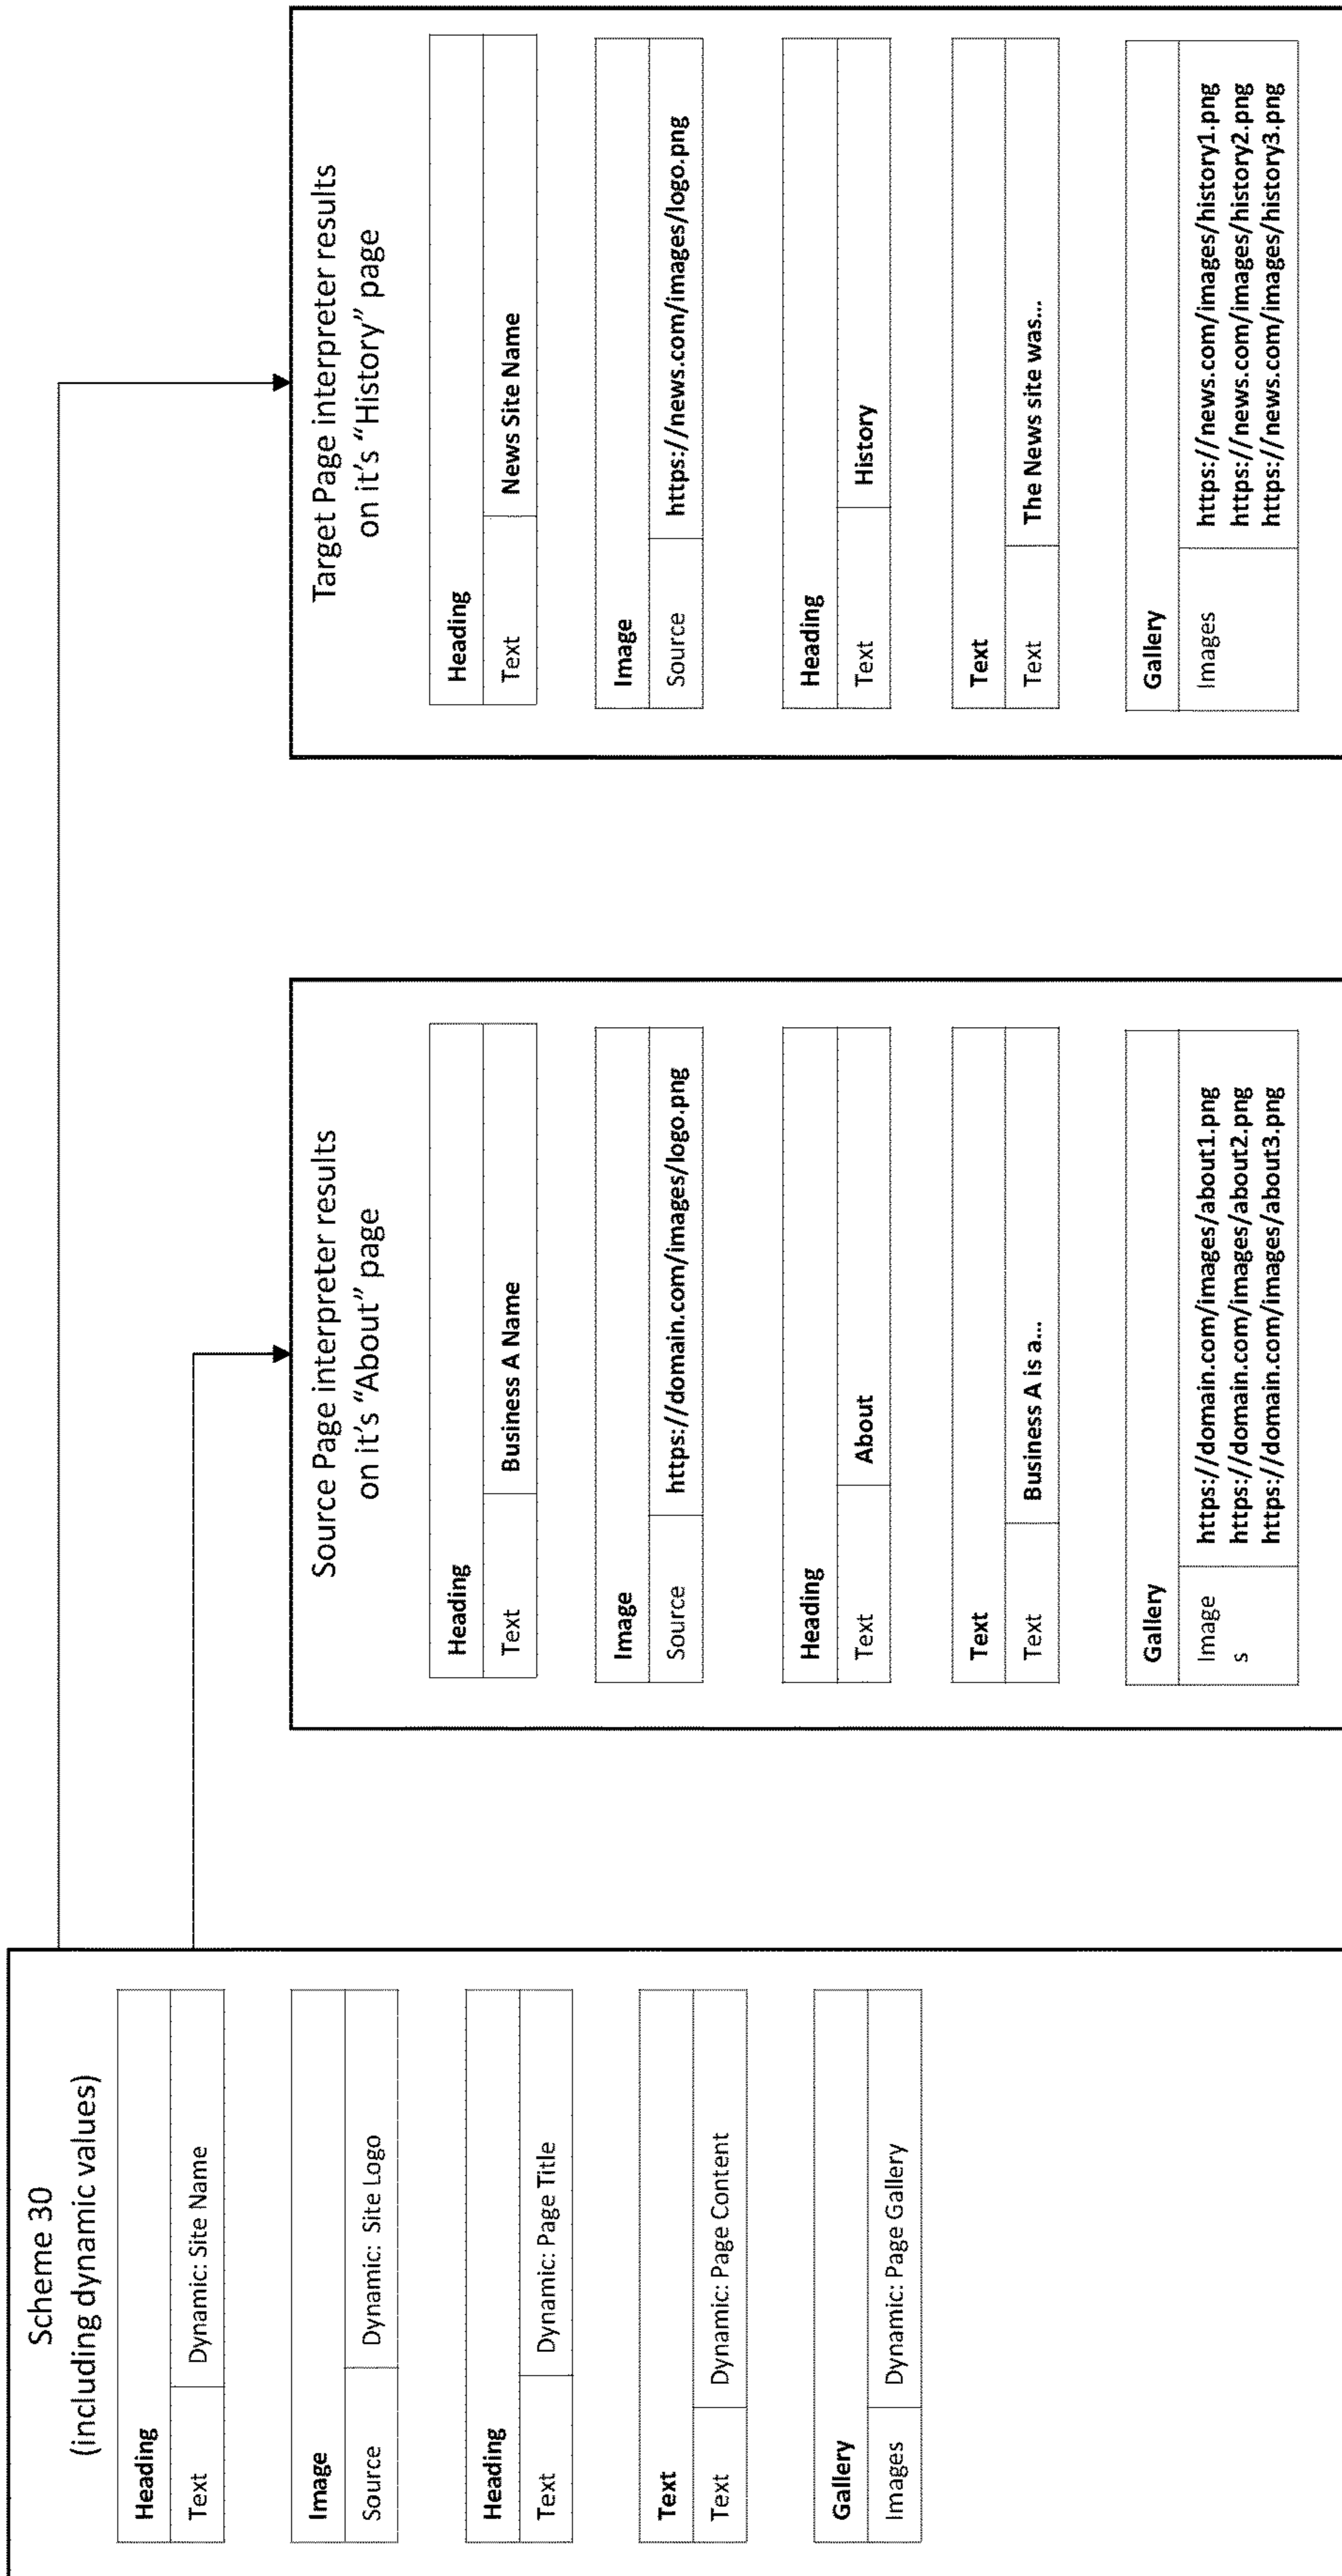 Scheme 30
(including dynamic values)
Heading
Text Dynamic: Site Name
Image
Source Dynamic: Site Logo
Heading
Text Dynamic: Page Title
Text
Text Dynamic: Page Content
Gallery
Images Dynamic: Page Gallery
Source Page interpreter results
on it's “About” page
Heading
Text Business A Name
Image
Source https://domain.com/images/logo.png
Heading
Text About
Text
Text Business A is a...
Gallery
Image https://domain.com/images/about1.png
s https://domain.com/images/about2.png
https://domain.com/images/about3.png
Target Page interpreter results
on it's “History” page
Heading
Text News Site Name
Image
Source https://news.com/images/logo.png
Heading
Text History
Text
Text The News site was...
Gallery
Images https://news.com/images/history1.png
https://news.com/images/history2.png
https://news.com/images/history3.png